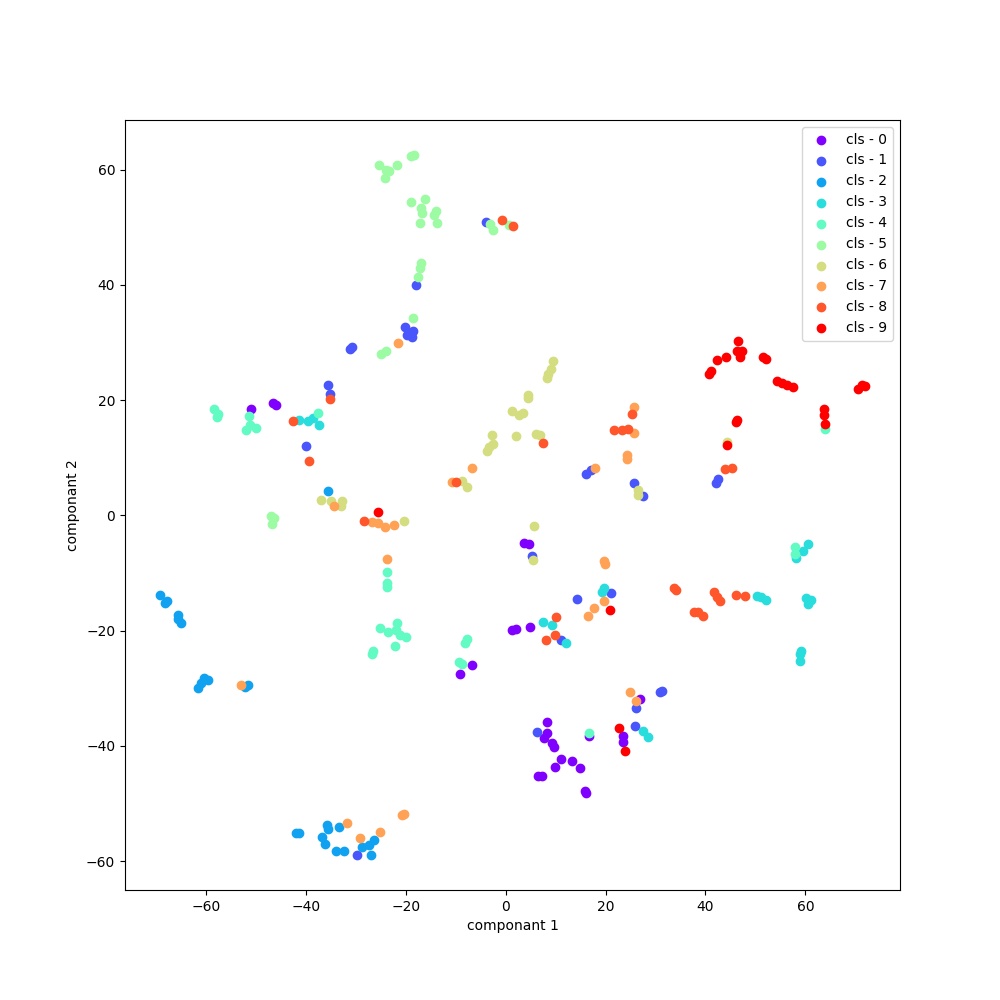 cls - 0
cls - 1
cls - 2
cls - 3
cls - 4
cls - 5
cls - 6
cls - 7
cls - 8
cls - 9
60
40
20
0
−20
−40
−60
componant 2
−60 −40 −20 0 20 40 60
componant 1